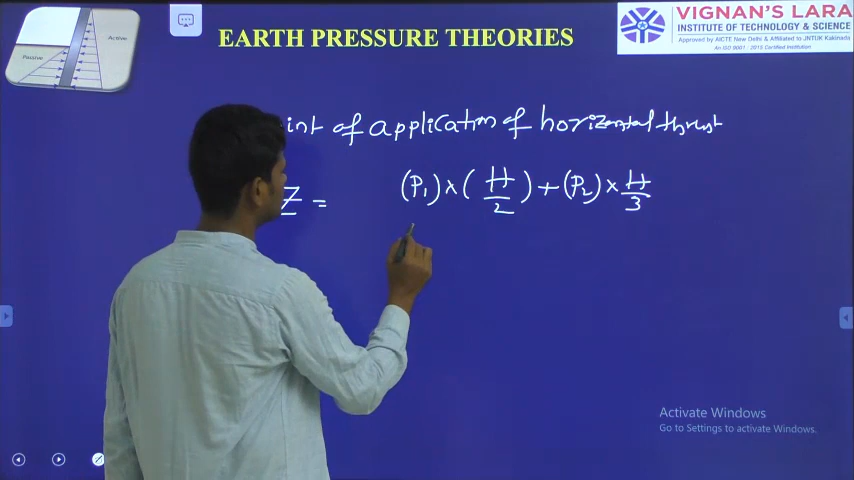 Passive
Active
EARTH PRESSURE THEORIES
VIGNAN'S LARA
INSTITUTE OF TECHNOLOGY & SCIENCE
Approved by AICTE New Delhi & Affiliated to JNTUK Kakinada
An ISO 9001 : 2015 Certified Institution
int of application of horizontal thrust
Z = (P1) × ( H/2 ) + (P2) × H/3
Activate Windows
Go to Settings to activate Windows.